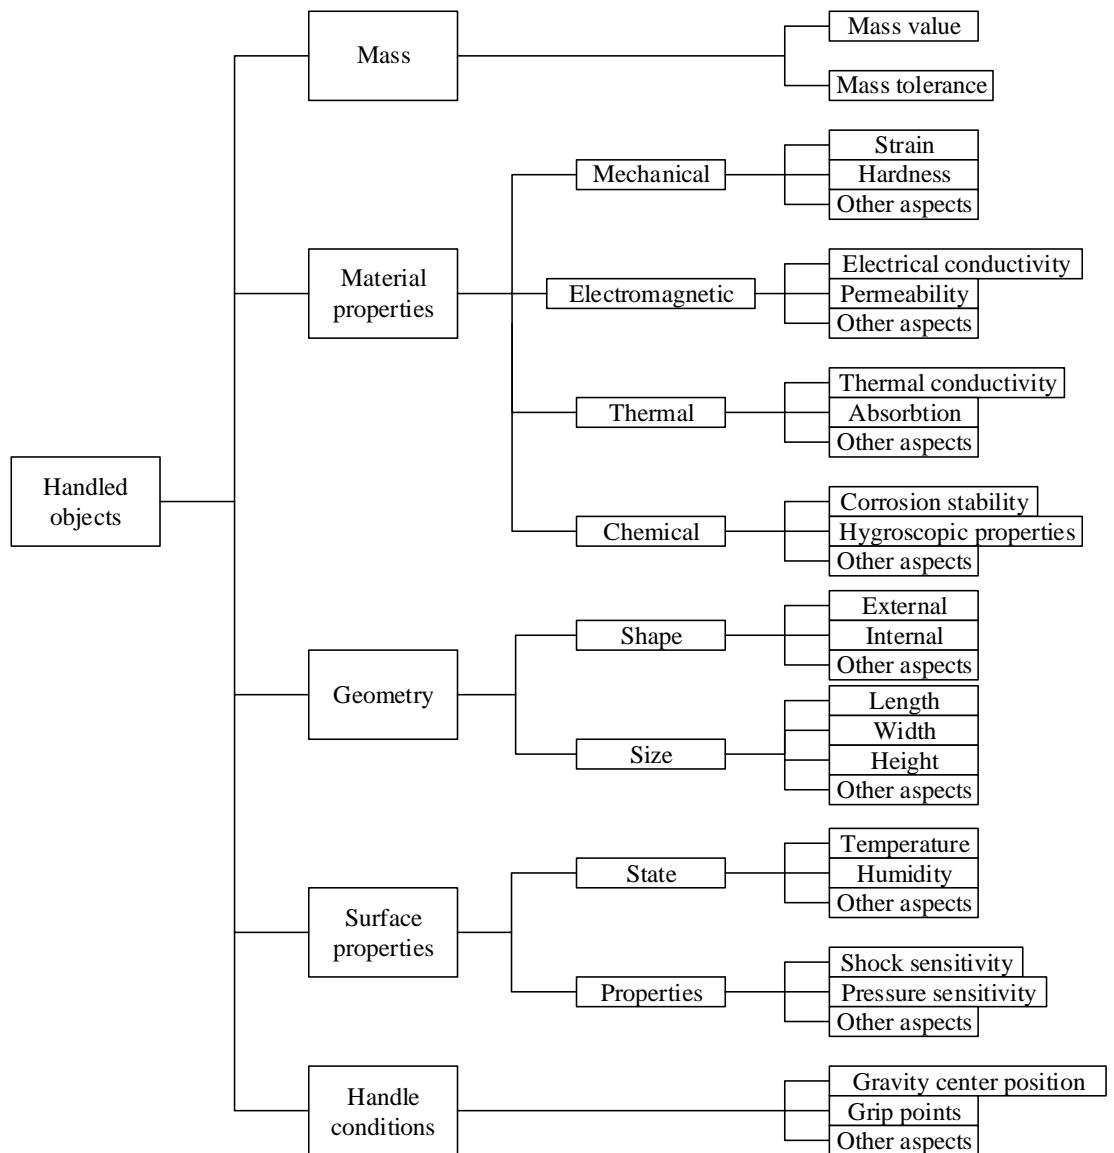 Handled
objects
Mass
Mass value
Mass tolerance
Material
properties
Mechanical
Strain
Hardness
Other aspects
Electromagnetic
Electrical conductivity
Permeability
Other aspects
Thermal
Thermal conductivity
Absorbtion
Other aspects
Chemical
Corrosion stability
Hygroscopic properties
Other aspects
Geometry
Shape
External
Internal
Other aspects
Size
Length
Width
Height
Other aspects
Surface
properties
State
Temperature
Humidity
Other aspects
Properties
Shock sensitivity
Pressure sensitivity
Other aspects
Handle
conditions
Gravity center position
Grip points
Other aspects